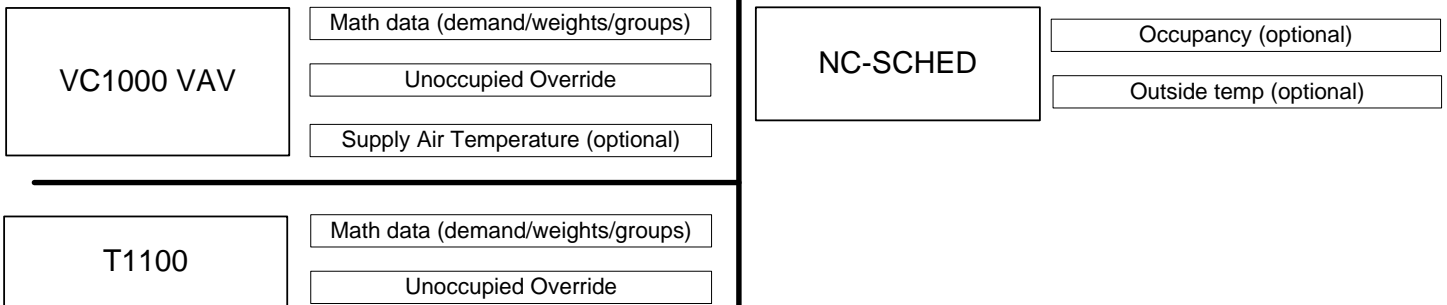 VC1000 VAV
Math data (demand/weights/groups)
Unoccupied Override
Supply Air Temperature (optional)
T1100
Math data (demand/weights/groups)
Unoccupied Override
NC-SCHED
Occupancy (optional)
Outside temp (optional)